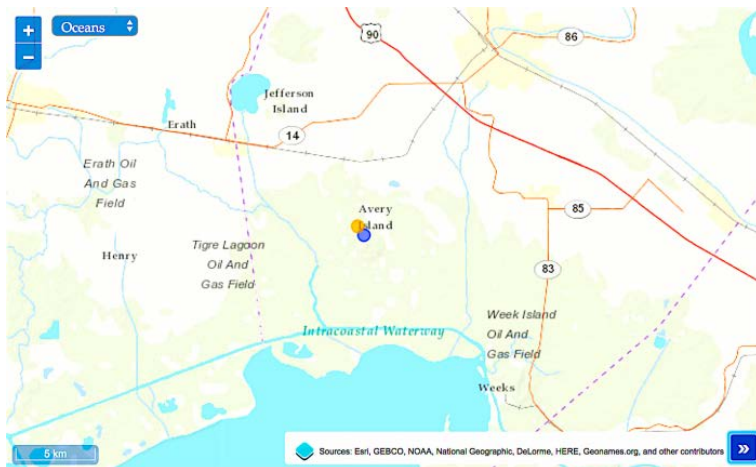 +
Oceans
−
90
86
Jefferson
Island
Erath
14
Erath Oil
And Gas
Field
Avery
Island
85
Henry
Tigre Lagoon
Oil And
Gas Field
83
Week Island
Oil And
Gas Field
Intracoastal Waterway
Weeks
5 km
Sources: Esri, GEBCO, NOAA, National Geographic, DeLorme, HERE, Geonames.org, and other contributors
»